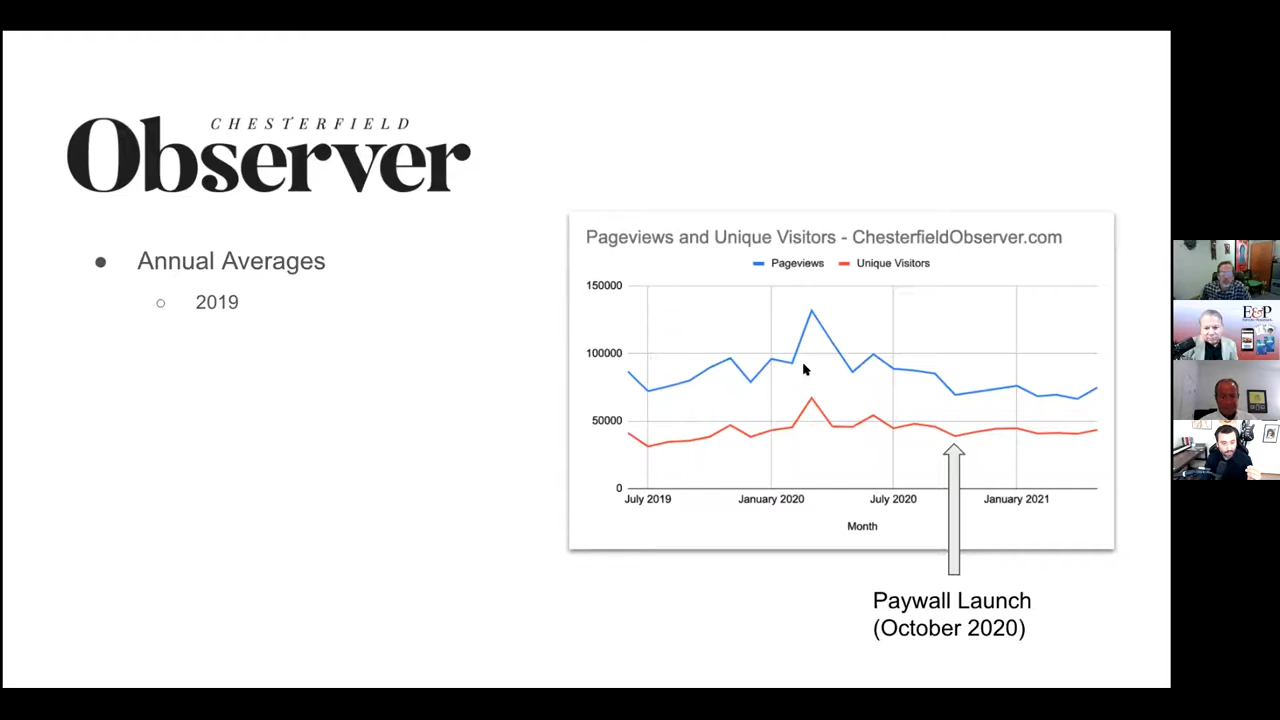 CHESTERFIELD
Observer
● Annual Averages
○ 2019
Pageviews and Unique Visitors - ChesterfieldObserver.com
Pageviews Unique Visitors
150000
100000
50000
0
July 2019 January 2020 July 2020 January 2021
Month
Paywall Launch
(October 2020)
E&P